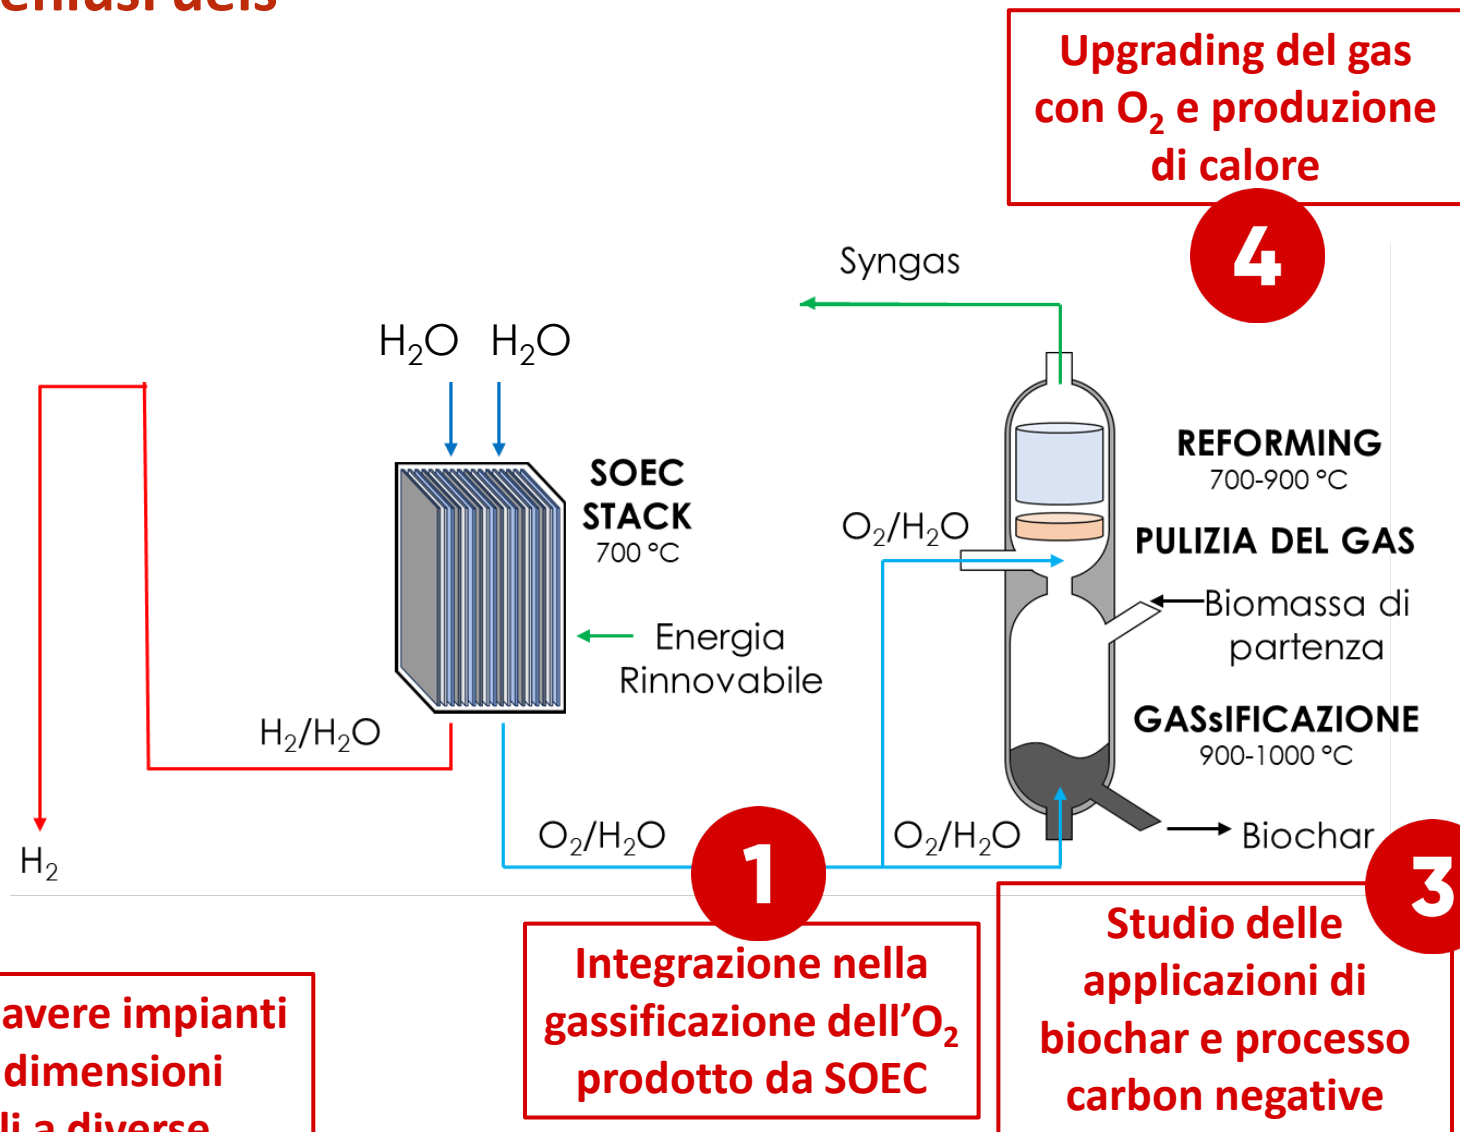 Upgrading del gas
con O₂ e produzione
di calore
4
Syngas
H₂O H₂O
SOEC
STACK
700 °C
REFORMING
700-900 °C
O₂/H₂O
PULIZIA DEL GAS
Biomassa di
partenza
Energia
Rinnovabile
H₂/H₂O
GASsIFICAZIONE
900-1000 °C
O₂/H₂O
1
O₂/H₂O
Biochar
H₂
3
avere impianti
dimensioni
a diverse
Integrazione nella
gassificazione dell’O₂
prodotto da SOEC
Studio delle
applicazioni di
biochar e processo
carbon negative